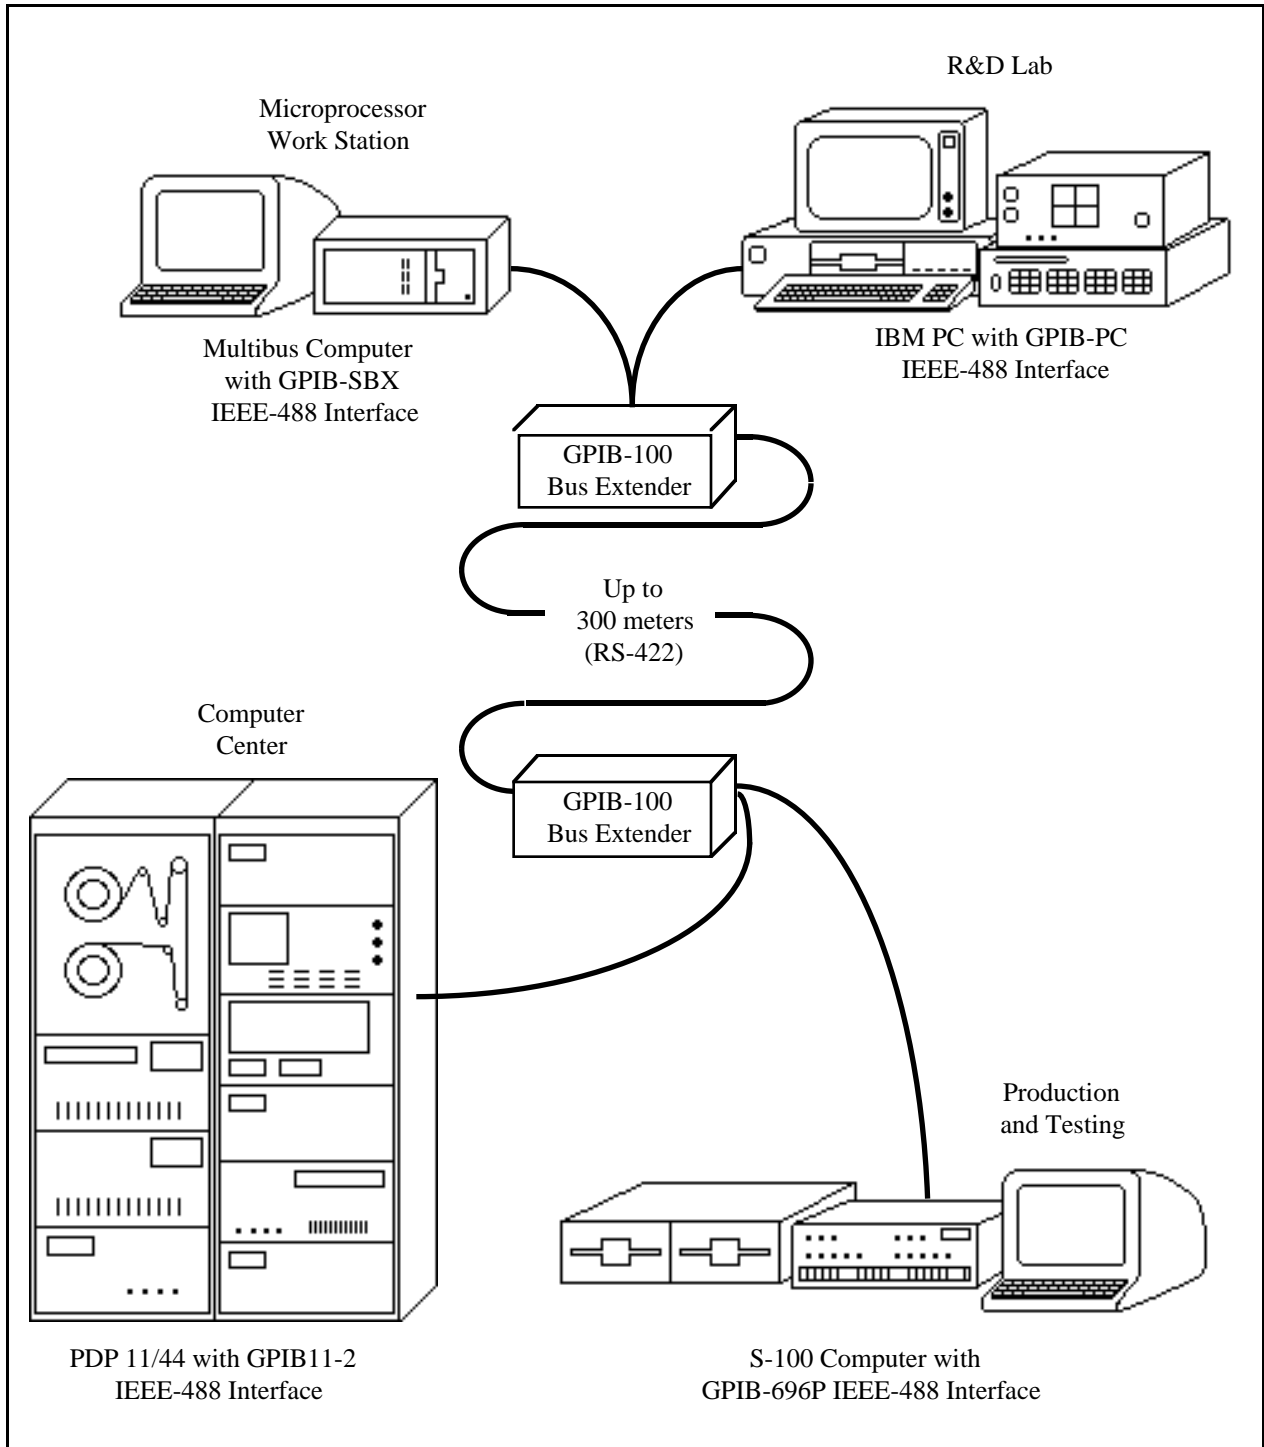 R&D Lab
Microprocessor
Work Station
Multibus Computer
with GPIB-SBX
IEEE-488 Interface
IBM PC with GPIB-PC
IEEE-488 Interface
GPIB-100
Bus Extender
Up to
300 meters
(RS-422)
Computer
Center
GPIB-100
Bus Extender
Production
and Testing
PDP 11/44 with GPIB11-2
IEEE-488 Interface
S-100 Computer with
GPIB-696P IEEE-488 Interface